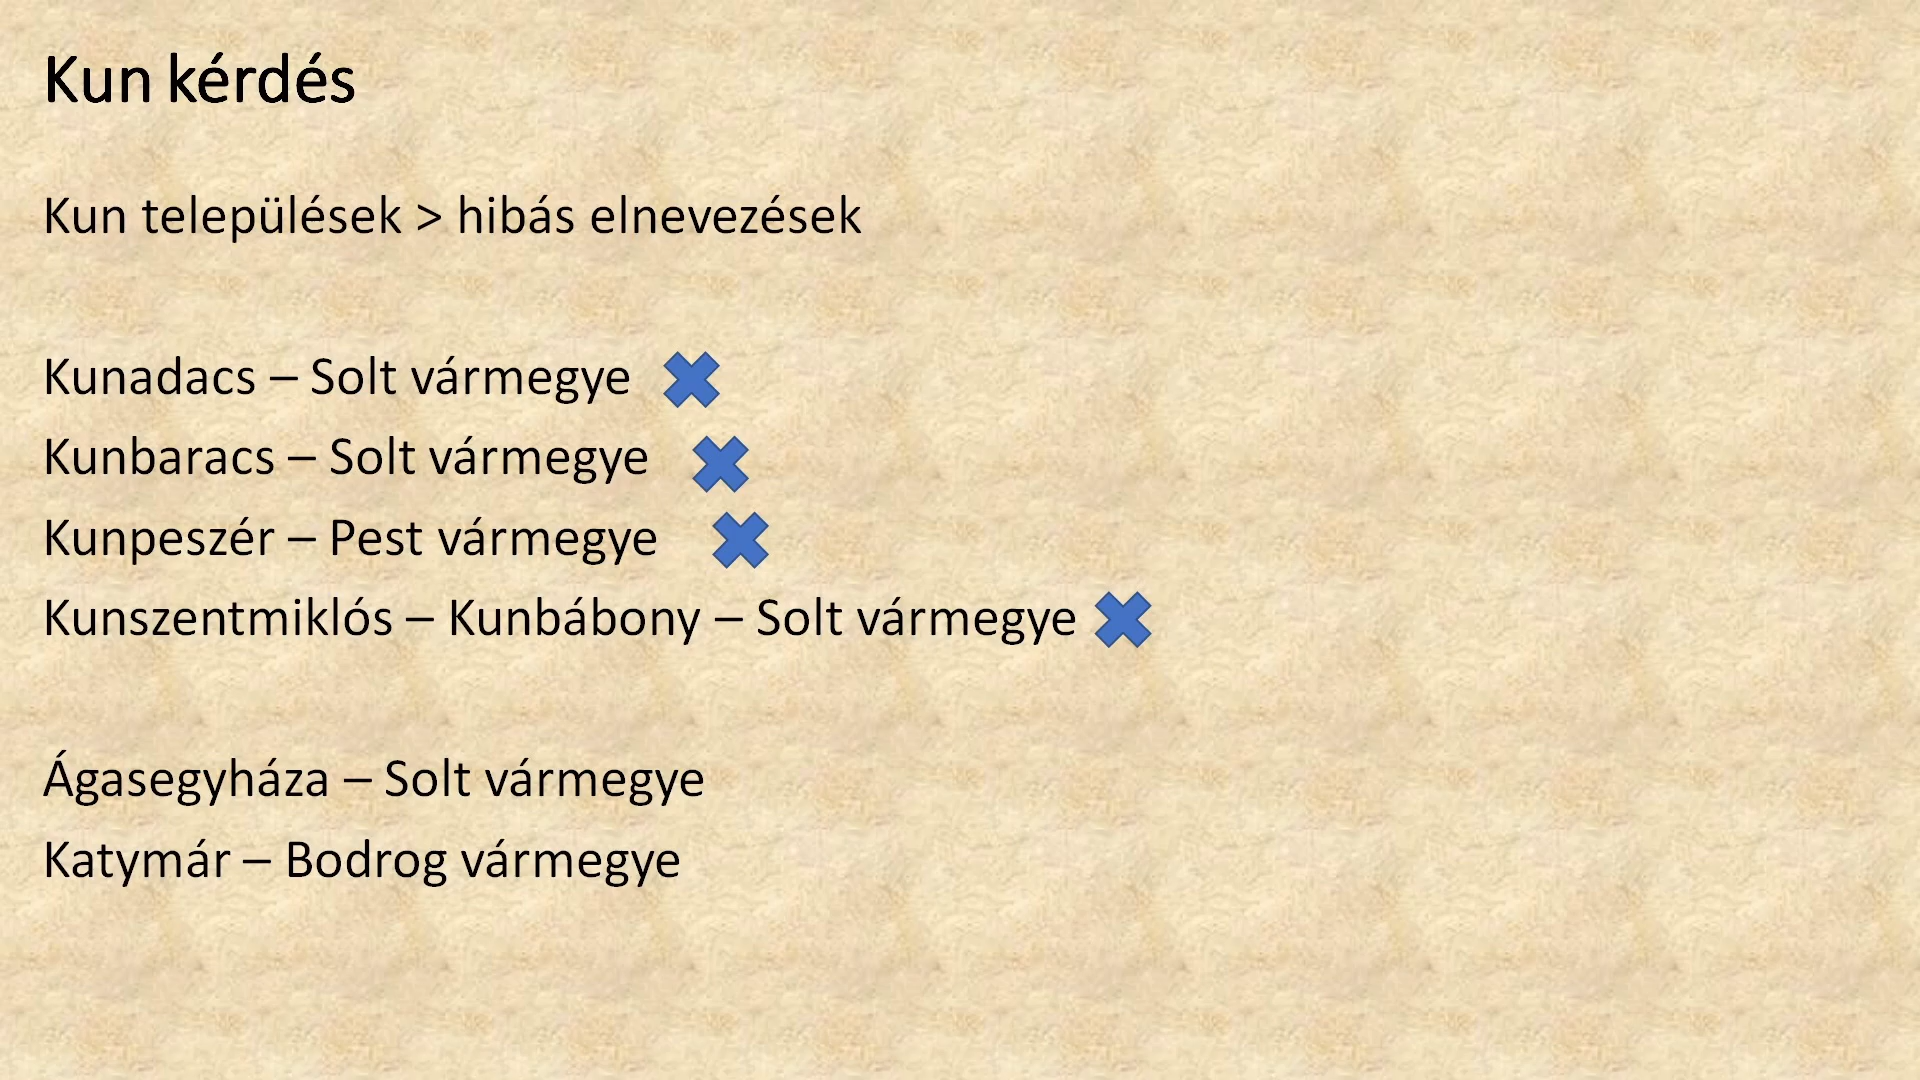 Kun kérdés
Kun települések > hibás elnevezések
Kunadacs – Solt vármegye
Kunbaracs – Solt vármegye
Kunpeszér – Pest vármegye
Kunszentmiklós – Kunbábony – Solt vármegye
Ágasegyháza – Solt vármegye
Katymár – Bodrog vármegye